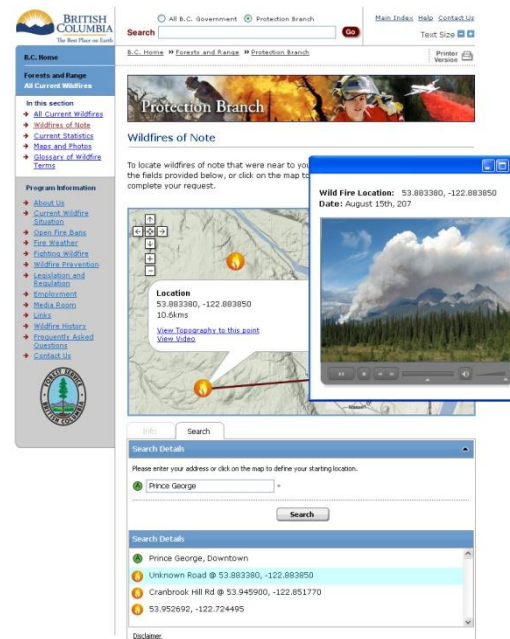 BRITISH
COLUMBIA
The Best Place on Earth
All B.C. Government
Protection Branch
Main Index Help Contact Us
Search
Go
Text Size
B.C. Home
B.C. Home » Forests and Range » Protection Branch
Printer
Version
Forests and Range
All Current Wildfires
In this section
All Current Wildfires
Wildfires of Note
Current Statistics
Maps and Photos
Glossary of Wildfire
Terms
Program Information
About Us
Current Wildfire
Situation
Open Fire Bans
Fire Weather
Fighting Wildfire
Wildfire Prevention
Legislation and
Regulation
Employment
Media Room
Links
Wildfire History
Frequently Asked
Questions
Contact Us
FOREST SERVICE
BRITISH COLUMBIA
Protection Branch
Wildfires of Note
To locate wildfires of note that were near to you
the fields provided below, or click on the map to
complete your request.
Wild Fire Location: 53.883380, -122.883850
Date: August 15th, 207
Location
53.883380, -122.883850
10.6kms
View Topography to this point
View Video
Info
Search
Search Details
Please enter your address or click on the map to define your starting location.
A
Prince George
Search
Search Details
A Prince George, Downtown
Unknown Road @ 53.883380, -122.883850
Cranbrook Hill Rd @ 53.945900, -122.851770
53.952692, -122.724495
Disclaimer